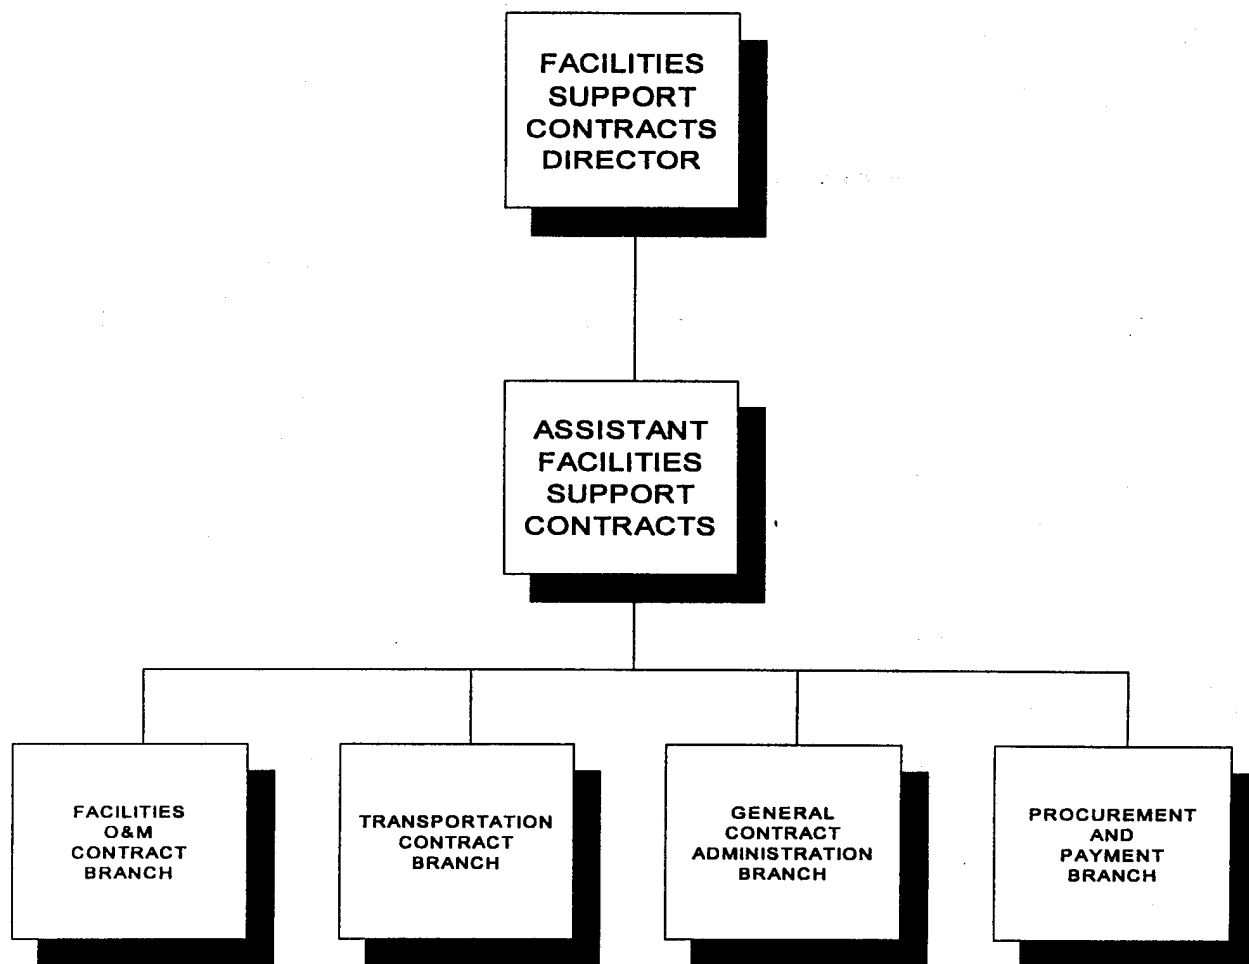 FACILITIES
SUPPORT
CONTRACTS
DIRECTOR
ASSISTANT
FACILITIES
SUPPORT
CONTRACTS
FACILITIES
O&M
CONTRACT
BRANCH
TRANSPORTATION
CONTRACT
BRANCH
GENERAL
CONTRACT
ADMINISTRATION
BRANCH
PROCUREMENT
AND
PAYMENT
BRANCH